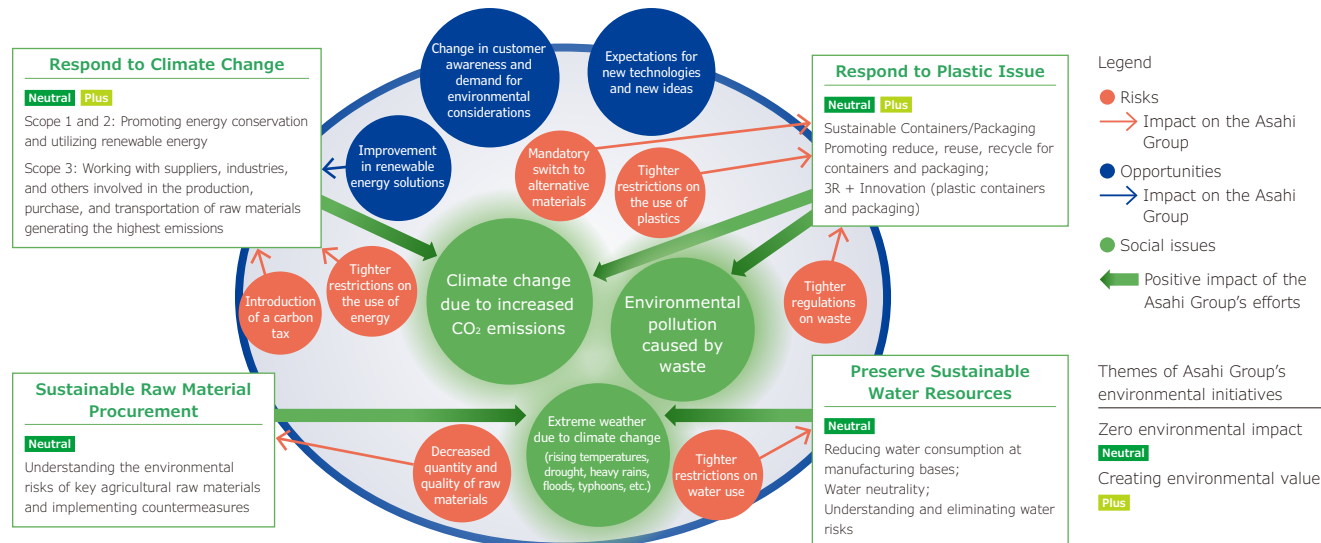 Respond to Climate Change
Neutral Plus
Scope 1 and 2: Promoting energy conservation
and utilizing renewable energy
Scope 3: Working with suppliers, industries,
and others involved in the production,
purchase, and transportation of raw materials
generating the highest emissions
Change in customer
awareness and
demand for
environmental
considerations
Expectations for
new technologies
and new ideas
Improvement in
renewable
energy solutions
Mandatory
switch to
alternative
materials
Tighter
restrictions on
the use of
plastics
Respond to Plastic Issue
Neutral Plus
Sustainable Containers/Packaging
Promoting reduce, reuse, recycle for
containers and packaging;
3R + Innovation (plastic containers
and packaging)
Introduction
of a carbon
tax
Tighter
restrictions on
the use of
energy
Climate change
due to increased
CO₂ emissions
Environmental
pollution
caused by
waste
Tighter
regulations
on waste
Sustainable Raw Material
Procurement
Neutral
Understanding the environmental
risks of key agricultural raw materials
and implementing countermeasures
Decreased
quantity and
quality of raw
materials
Extreme weather
due to climate change
(rising temperatures,
drought, heavy rains,
floods, typhoons, etc.)
Tighter
restrictions on
water use
Preserve Sustainable
Water Resources
Neutral
Reducing water consumption at
manufacturing bases;
Water neutrality;
Understanding and eliminating water
risks
Legend
Risks
Impact on the Asahi
Group
Opportunities
Impact on the Asahi
Group
Social issues
Positive impact of the
Asahi Group's efforts
Themes of Asahi Group's
environmental initiatives
Zero environmental impact
Neutral
Creating environmental value
Plus